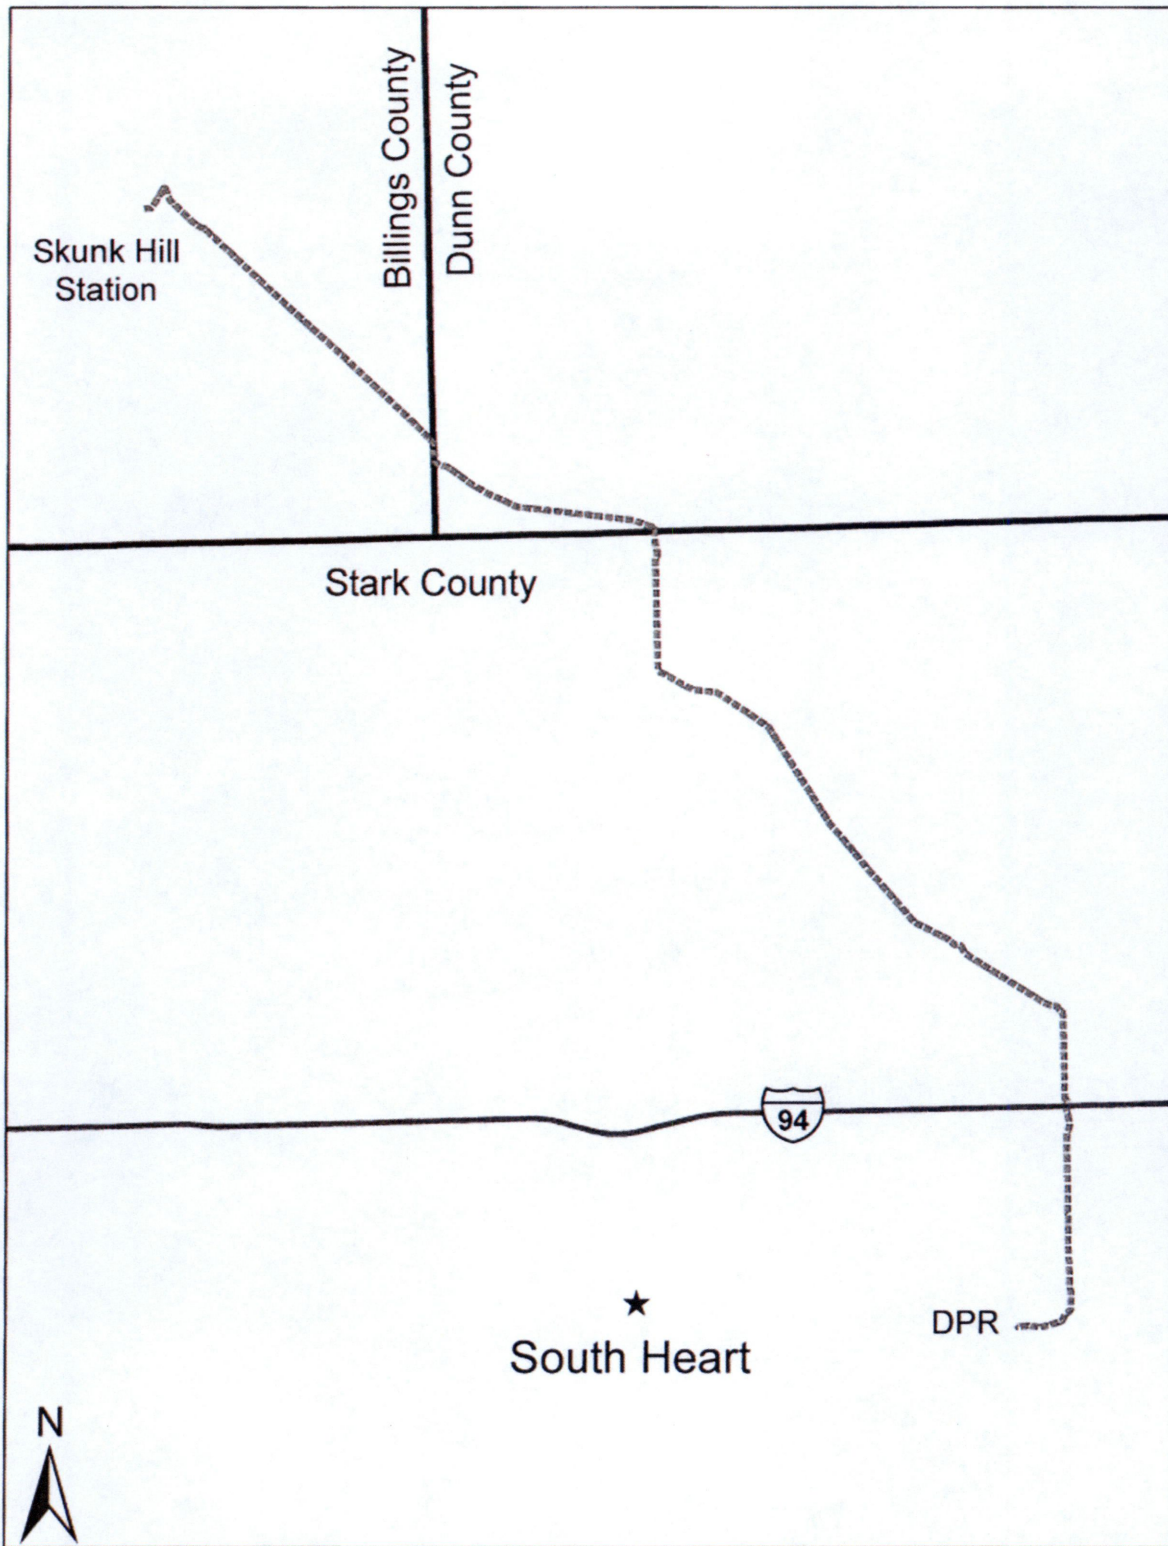 Billings County
Dunn County
Skunk Hill
Station
Stark County
94
DPR
South Heart
N